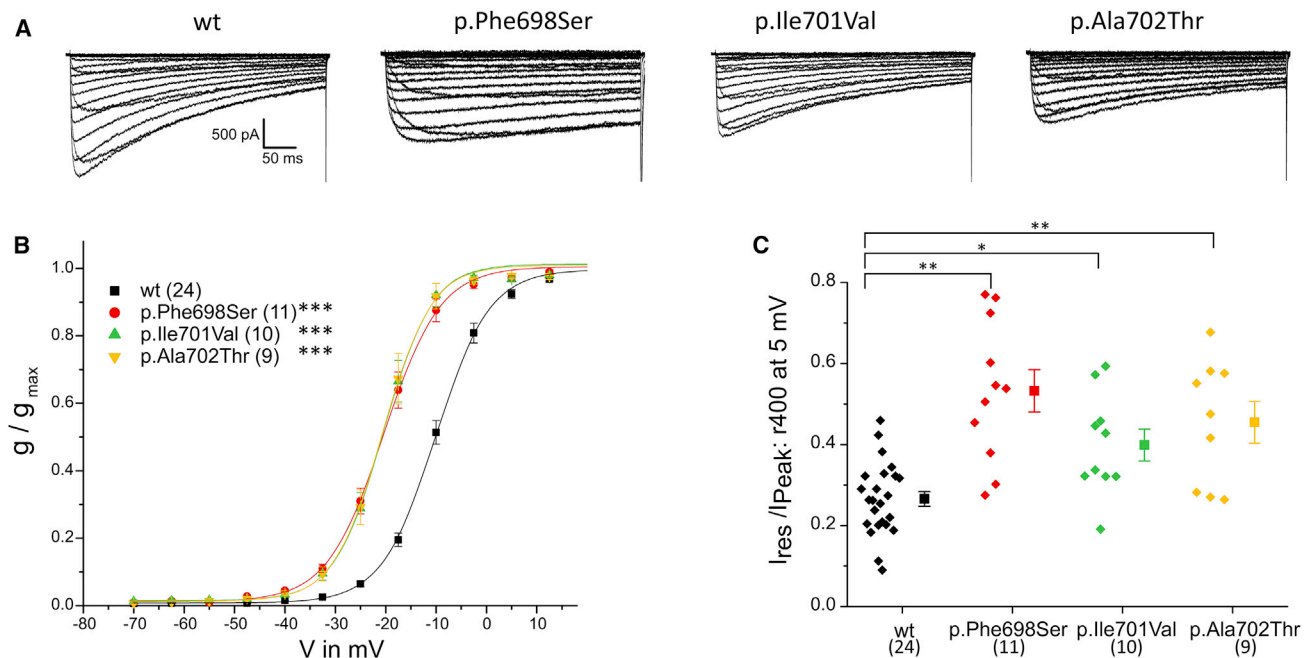 A
wt
p.Phe698Ser
p.Ile701Val
p.Ala702Thr
500 pA
50 ms
B
g / gmax
1.0
0.8
0.6
0.4
0.2
0.0
wt (24)
p.Phe698Ser (11)***
p.Ile701Val (10) ***
p.Ala702Thr (9) ***
-80 -70 -60 -50 -40 -30 -20 -10 0 10
V in mV
C
**
*
**
Ires /IPeak: r400 at 5 mV
0.8
0.6
0.4
0.2
0.0
wt p.Phe698Ser p.Ile701Val p.Ala702Thr
(24) (11) (10) (9)